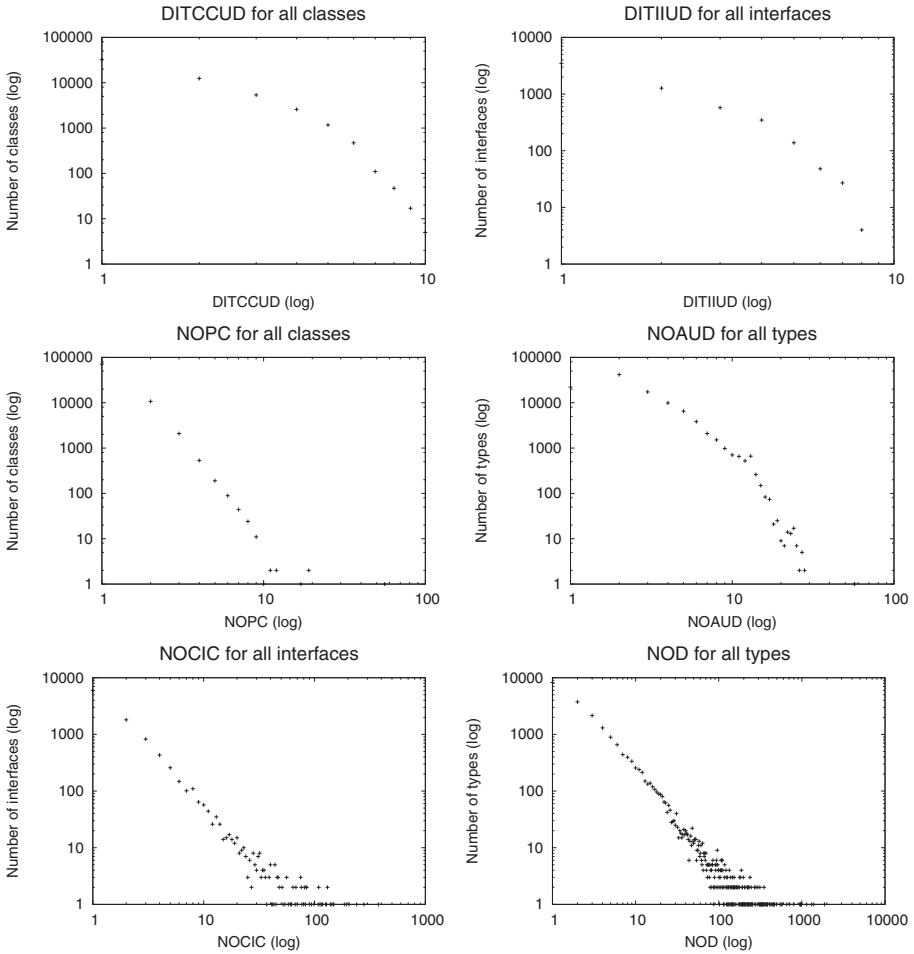 DITCCUD for all classes
Number of classes (log)
100000
10000
1000
100
10
1
1
10
DITCCUD (log)
DITIIUD for all interfaces
Number of interfaces (log)
10000
1000
100
10
1
1
10
DITIIUD (log)
NOPC for all classes
Number of classes (log)
100000
10000
1000
100
10
1
1
10
100
NOPC (log)
NOAUD for all types
Number of types (log)
100000
10000
1000
100
10
1
1
10
100
NOAUD (log)
NOCIC for all interfaces
Number of interfaces (log)
10000
1000
100
10
1
1
10
100
1000
NOCIC (log)
NOD for all types
Number of types (log)
10000
1000
100
10
1
1
10
100
1000
10000
NOD (log)